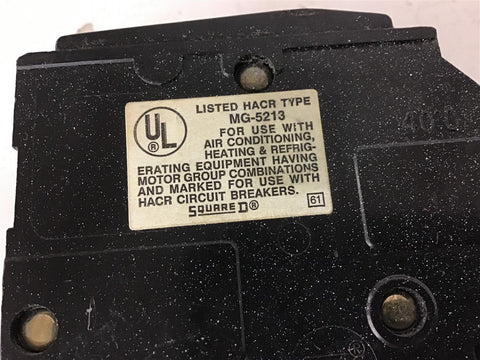 UL®
LISTED HACR TYPE
MG-5213
FOR USE WITH
AIR CONDITIONING,
HEATING & REFRIG-
ERATING EQUIPMENT HAVING
MOTOR GROUP COMBINATIONS
AND MARKED FOR USE WITH
HACR CIRCUIT BREAKERS.
SQUARE D® 61